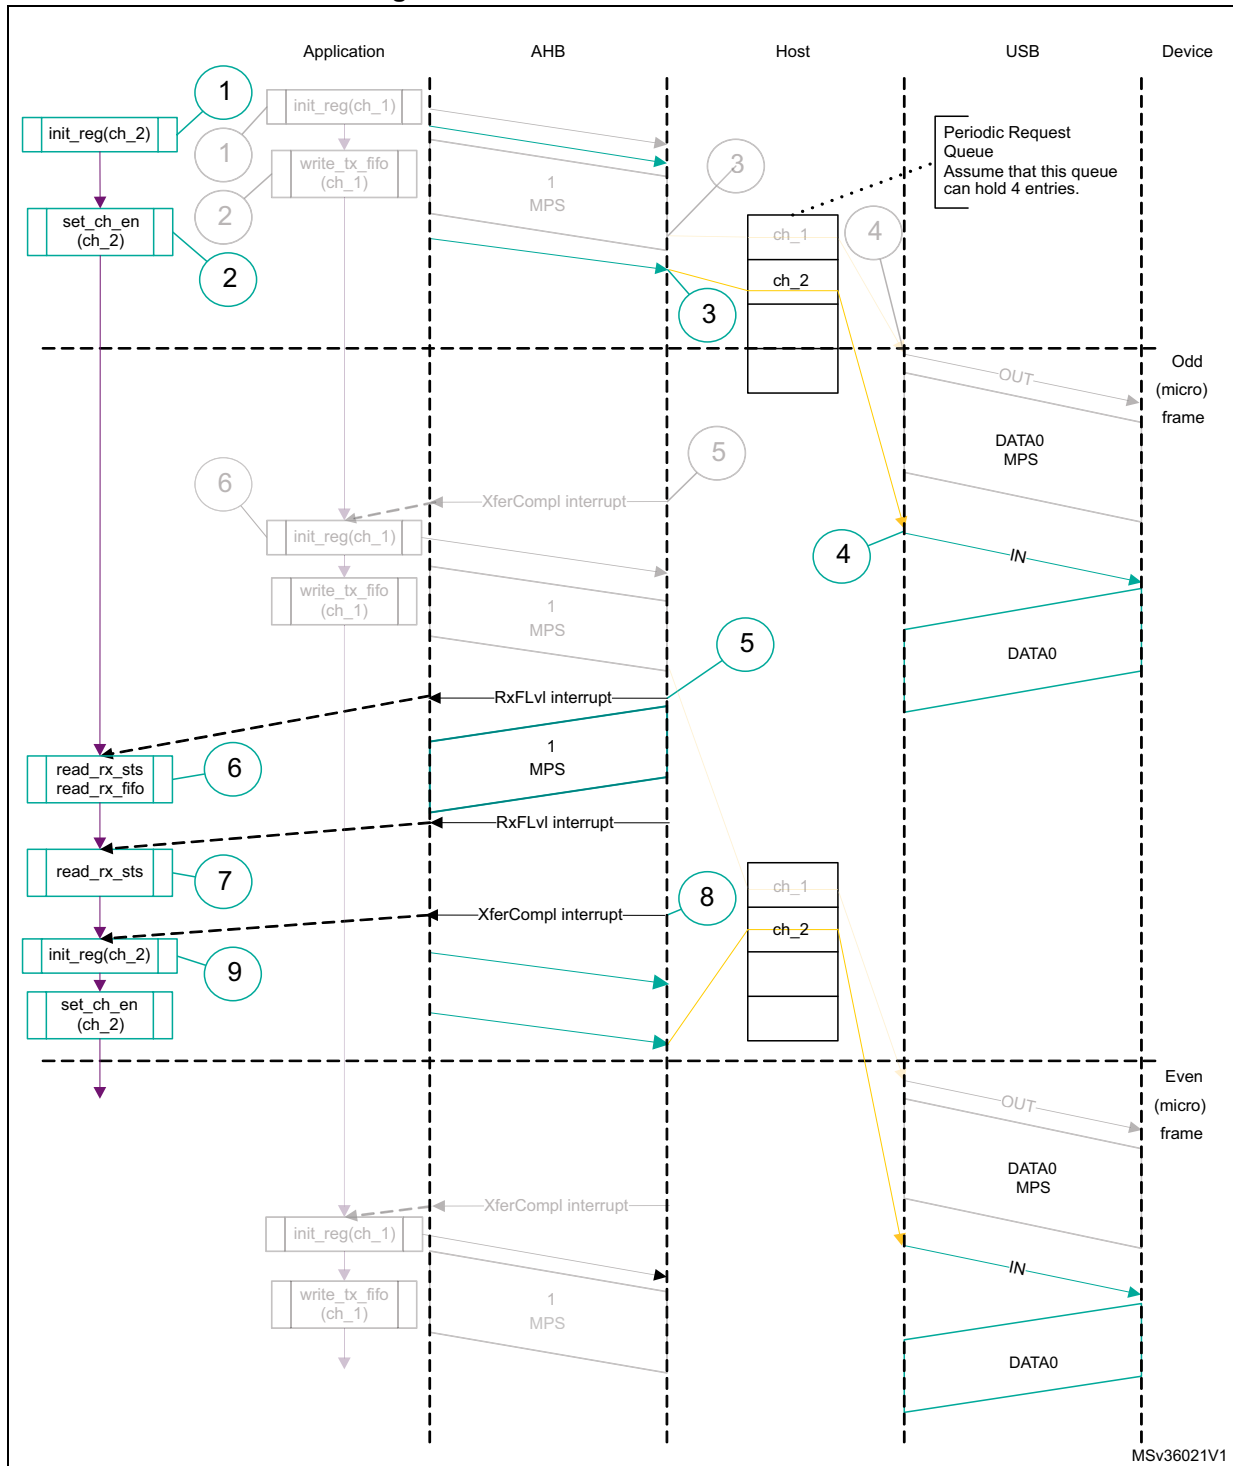 Application
AHB
Host
USB
Device
1
init_reg(ch_1)
init_reg(ch_2)
1
write_tx_fifo
(ch_1)
1
MPS
3
Periodic Request
Queue
Assume that this queue
can hold 4 entries.
2
set_ch_en
(ch_2)
ch_1
4
2
ch_2
3
Odd
(micro)
frame
OUT
DATA0
MPS
5
6
XferCompl interrupt
init_reg(ch_1)
4
IN
write_tx_fifo
(ch_1)
1
MPS
5
DATA0
RxFLvl interrupt
1
MPS
read_rx_sts
read_rx_fifo
6
RxFLvl interrupt
read_rx_sts
7
ch_1
8
XferCompl interrupt
ch_2
init_reg(ch_2)
9
set_ch_en
(ch_2)
Even
(micro)
frame
OUT
DATA0
MPS
XferCompl interrupt
init_reg(ch_1)
IN
write_tx_fifo
(ch_1)
1
MPS
DATA0
MSv36021V1